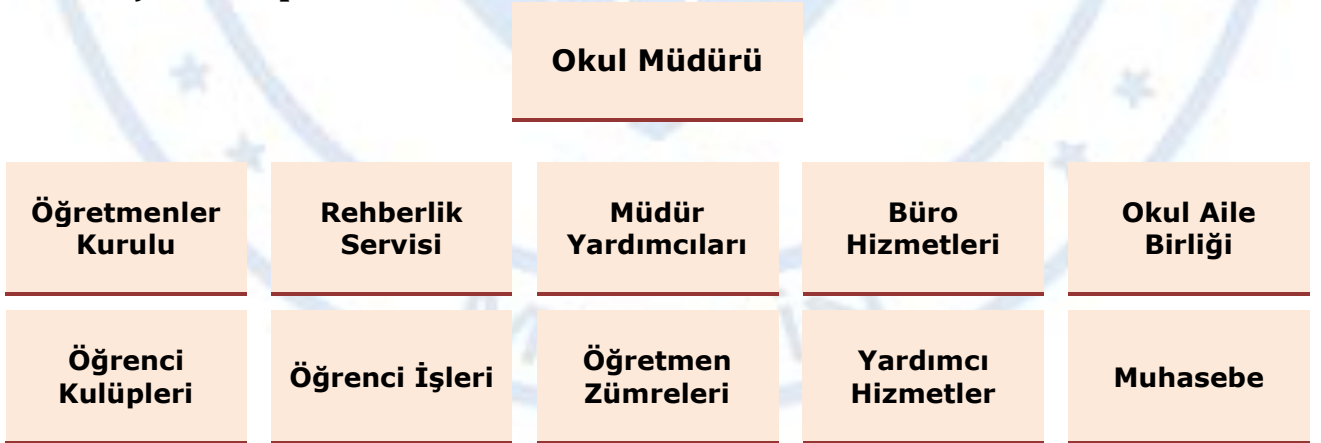 Okul Müdürü
Öğretmenler
Kurulu
Rehberlik
Servisi
Müdür
Yardımcıları
Büro
Hizmetleri
Okul Aile
Birliği
Öğrenci
Kulüpleri
Öğrenci İşleri
Öğretmen
Zümreleri
Yardımcı
Hizmetler
Muhasebe